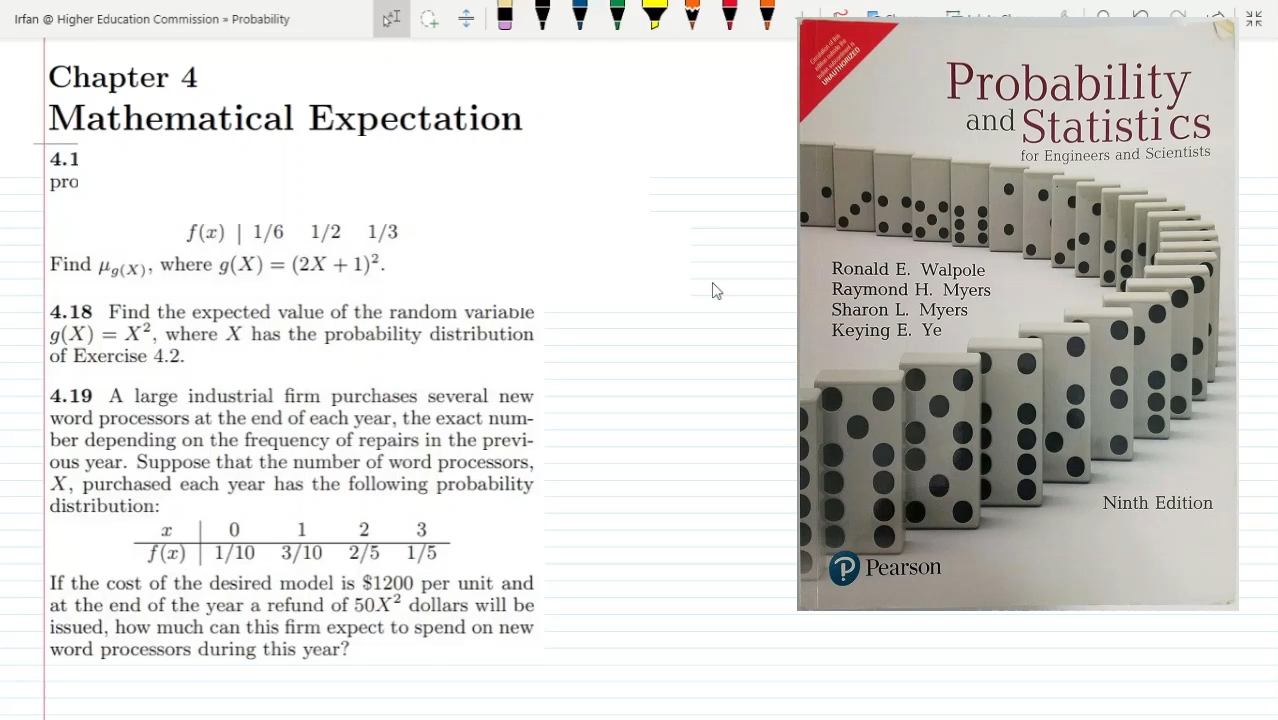 Irfan @ Higher Education Commission » Probability
Chapter 4
Mathematical Expectation
4.1
pro
f(x) | 1/6 1/2 1/3
Find μg(X), where g(X) = (2X + 1)².
4.18 Find the expected value of the random variable
g(X) = X², where X has the probability distribution
of Exercise 4.2.
4.19 A large industrial firm purchases several new
word processors at the end of each year, the exact num-
ber depending on the frequency of repairs in the previ-
ous year. Suppose that the number of word processors,
X, purchased each year has the following probability
distribution:
x | 0 1 2 3
f(x) | 1/10 3/10 2/5 1/5
If the cost of the desired model is $1200 per unit and
at the end of the year a refund of 50X² dollars will be
issued, how much can this firm expect to spend on new
word processors during this year?
Probability
and Statistics
for Engineers and Scientists
Ronald E. Walpole
Raymond H. Myers
Sharon L. Myers
Keying E. Ye
Ninth Edition
Pearson
UNAUTHORIZED